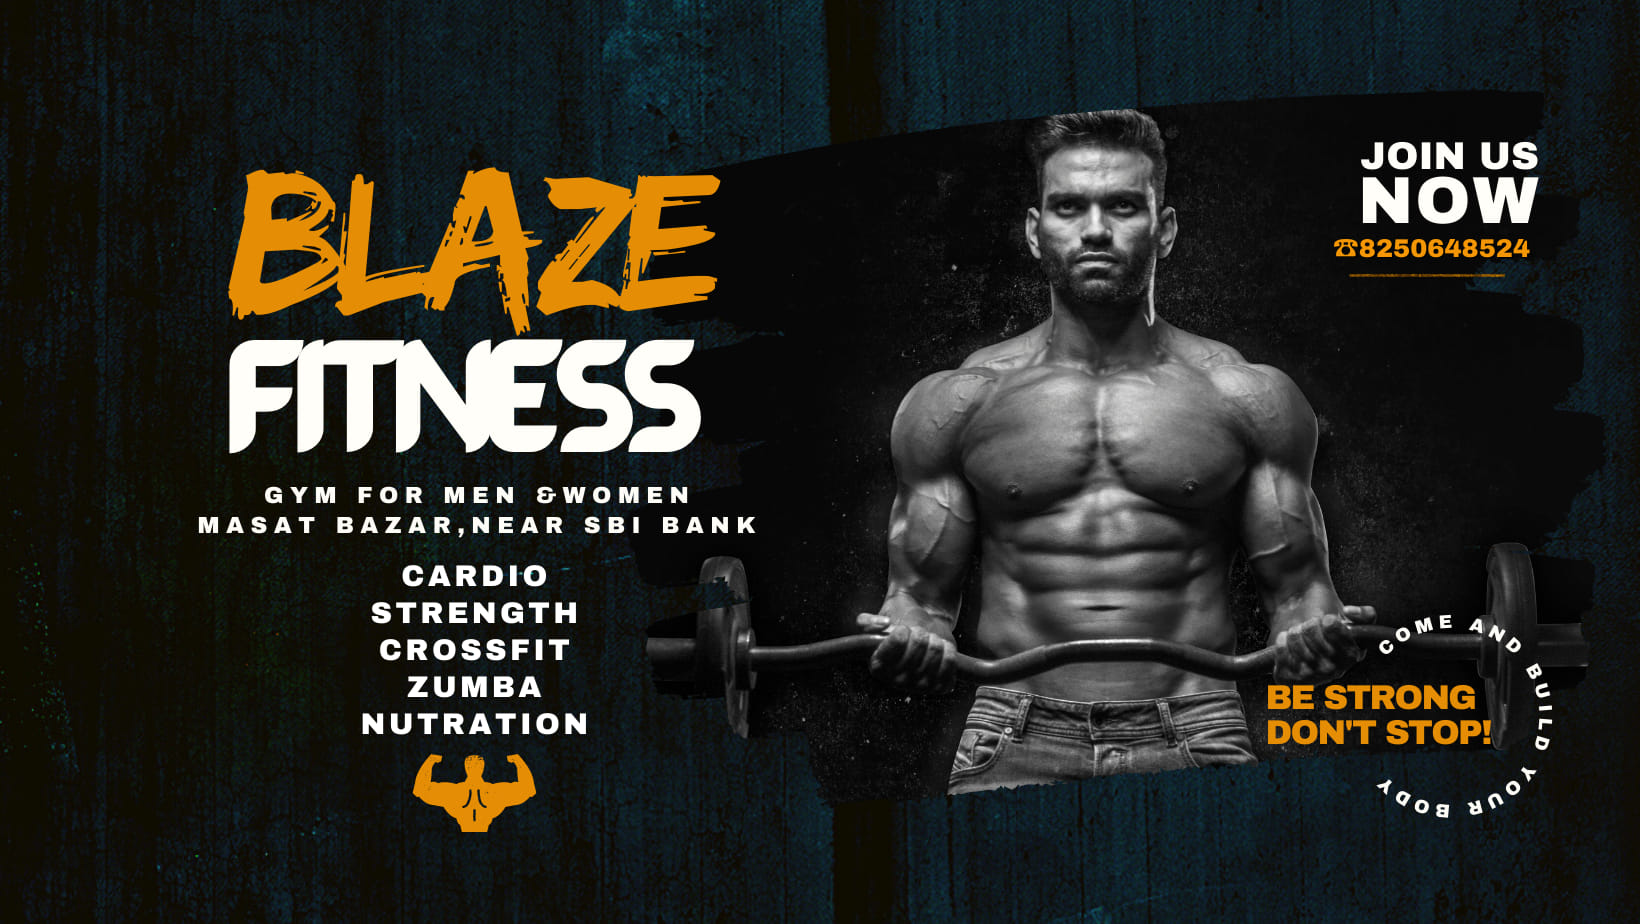 BLAZE
FITNESS
GYM FOR MEN &WOMEN
MASAT BAZAR,NEAR SBI BANK
CARDIO
STRENGTH
CROSSFIT
ZUMBA
NUTRATION
JOIN US
NOW
☎8250648524
BE STRONG
DON'T STOP!
COME AND BUILD YOUR BODY